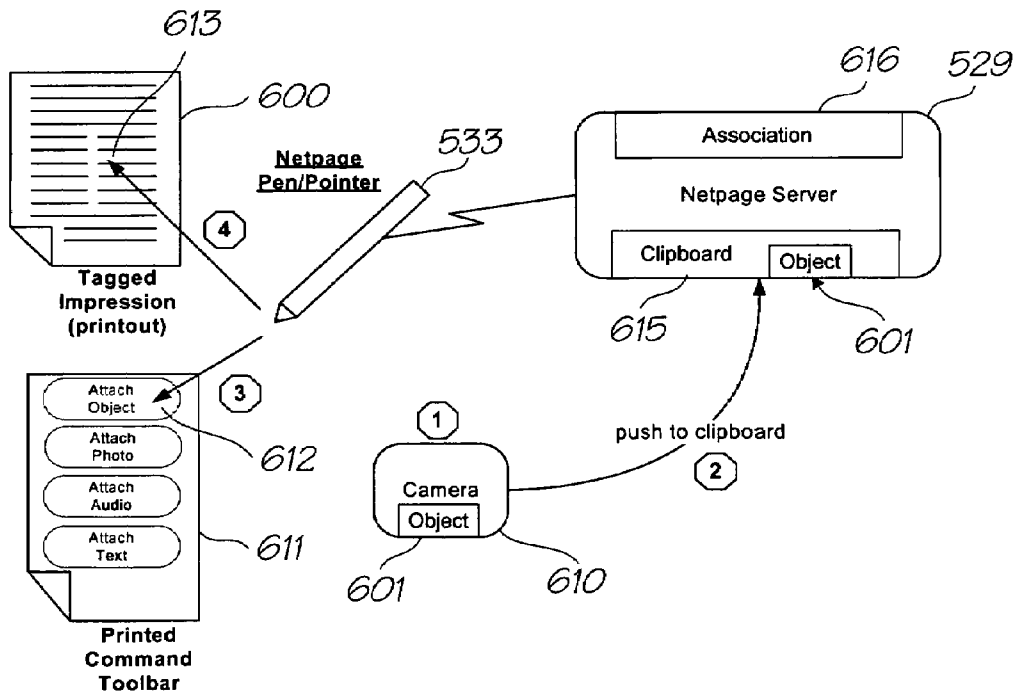 613
600
Netpage
Pen/Pointer
533
616
529
Association
Netpage Server
Clipboard
Object
615
601
4
Tagged
Impression
(printout)
3
Attach
Object
612
Attach
Photo
Attach
Audio
Attach
Text
611
Printed
Command
Toolbar
1
Camera
Object
601
610
push to clipboard
2